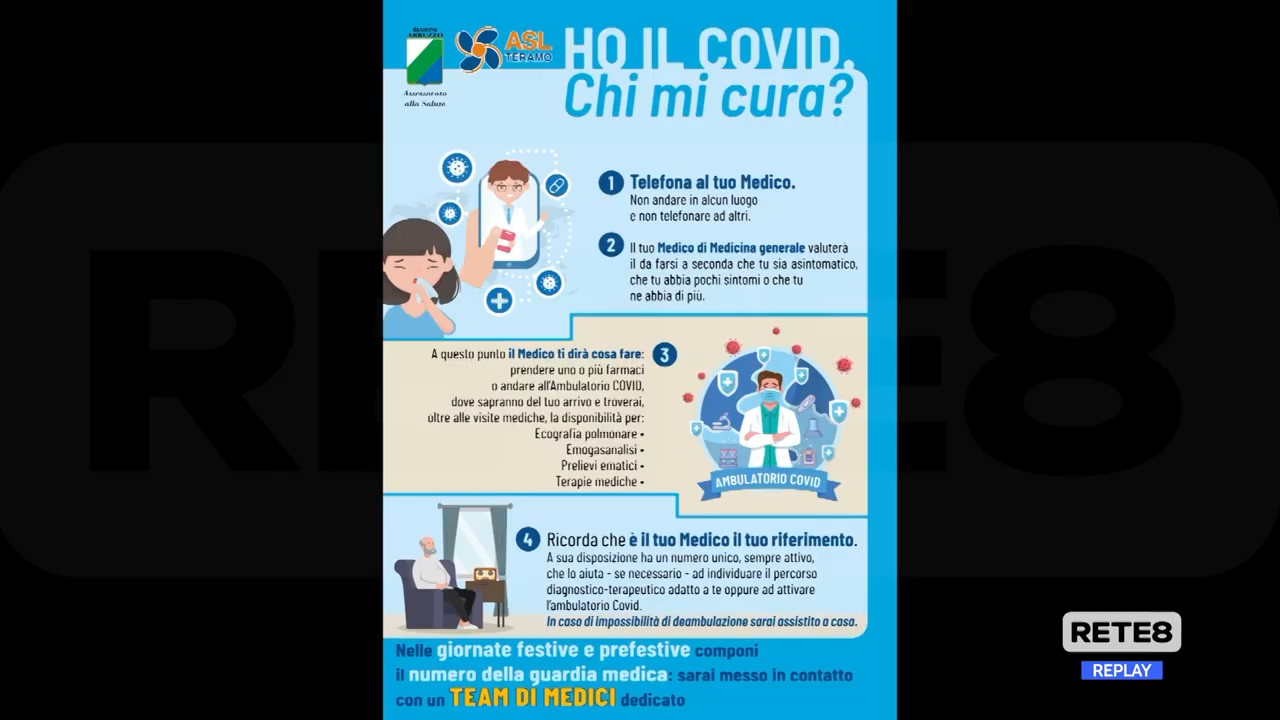 REGIONE
ABRUZZO
Assessorato
alla Salute
ASL
TERAMO
HO IL COVID.
Chi mi cura?
1 Telefona al tuo Medico.
Non andare in alcun luogo
e non telefonare ad altri.
2 Il tuo Medico di Medicina generale valuterà
il da farsi a seconda che tu sia asintomatico,
che tu abbia pochi sintomi o che tu
ne abbia di più.
A questo punto il Medico ti dirà cosa fare: 3
prendere uno o più farmaci
o andare all'Ambulatorio COVID,
dove sapranno del tuo arrivo e troverai,
oltre alle visite mediche, la disponibilità per:
Ecografia polmonare •
Emogasanalisi •
Prelievi ematici •
Terapie mediche •
AMBULATORIO COVID
4 Ricorda che è il tuo Medico il tuo riferimento.
A sua disposizione ha un numero unico, sempre attivo,
che lo aiuta - se necessario - ad individuare il percorso
diagnostico-terapeutico adatto a te oppure ad attivare
l'ambulatorio Covid.
In caso di impossibilità di deambulazione sarai assistito a casa.
Nelle giornate festive e prefestive componi
il numero della guardia medica: sarai messo in contatto
con un TEAM DI MEDICI dedicato
RETE8
RETE8
REPLAY